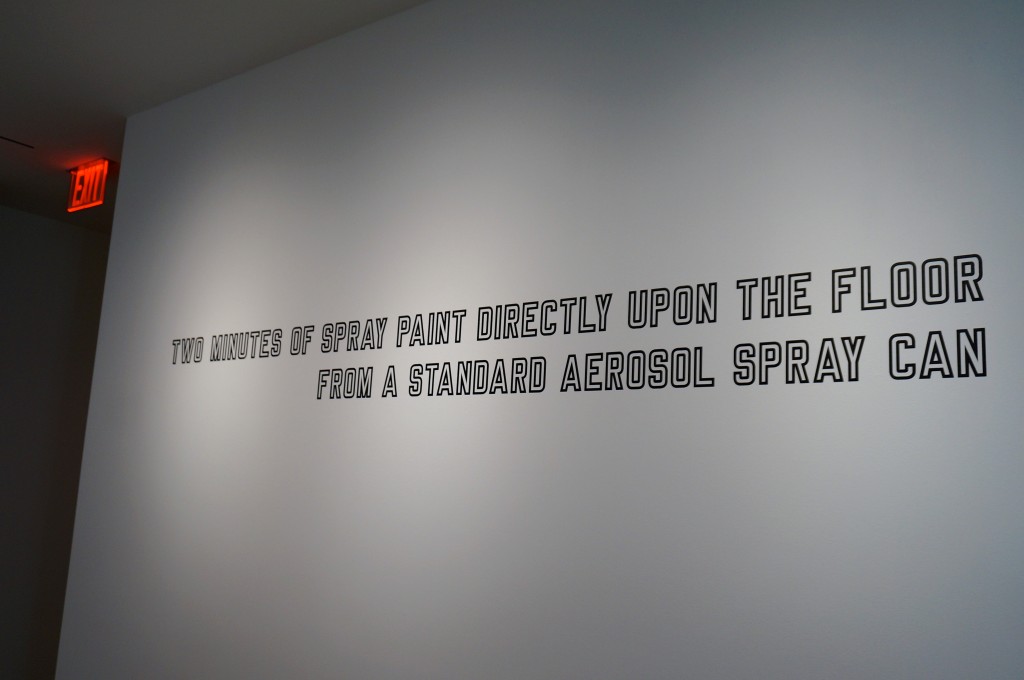 EXIT
TWO MINUTES OF SPRAY PAINT DIRECTLY UPON THE FLOOR
FROM A STANDARD AEROSOL SPRAY CAN